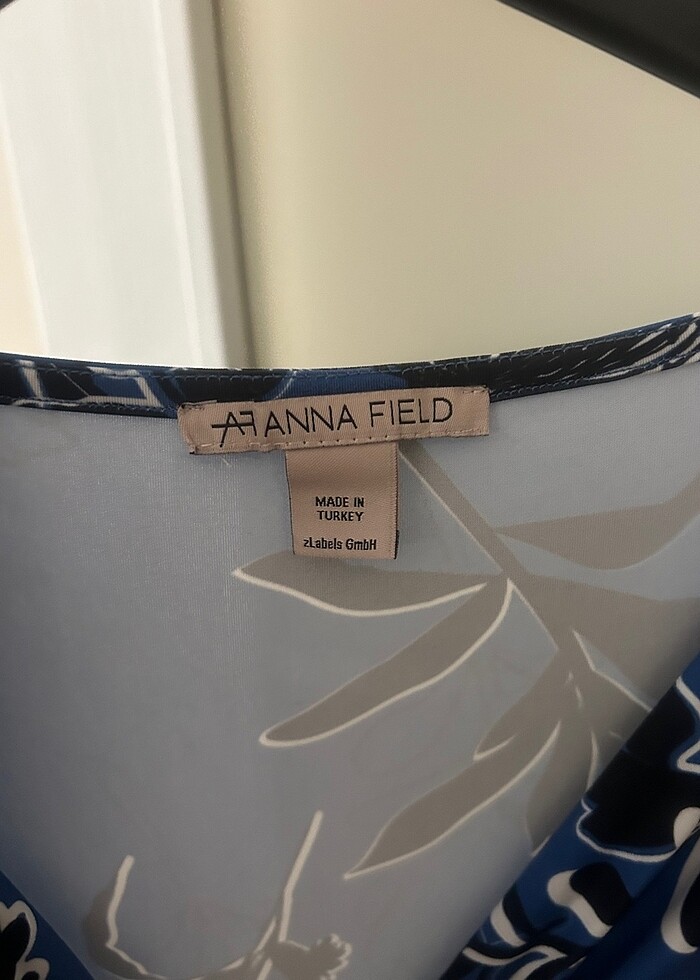 AF ANNA FIELD
MADE IN
TURKEY
zLabels GmbH